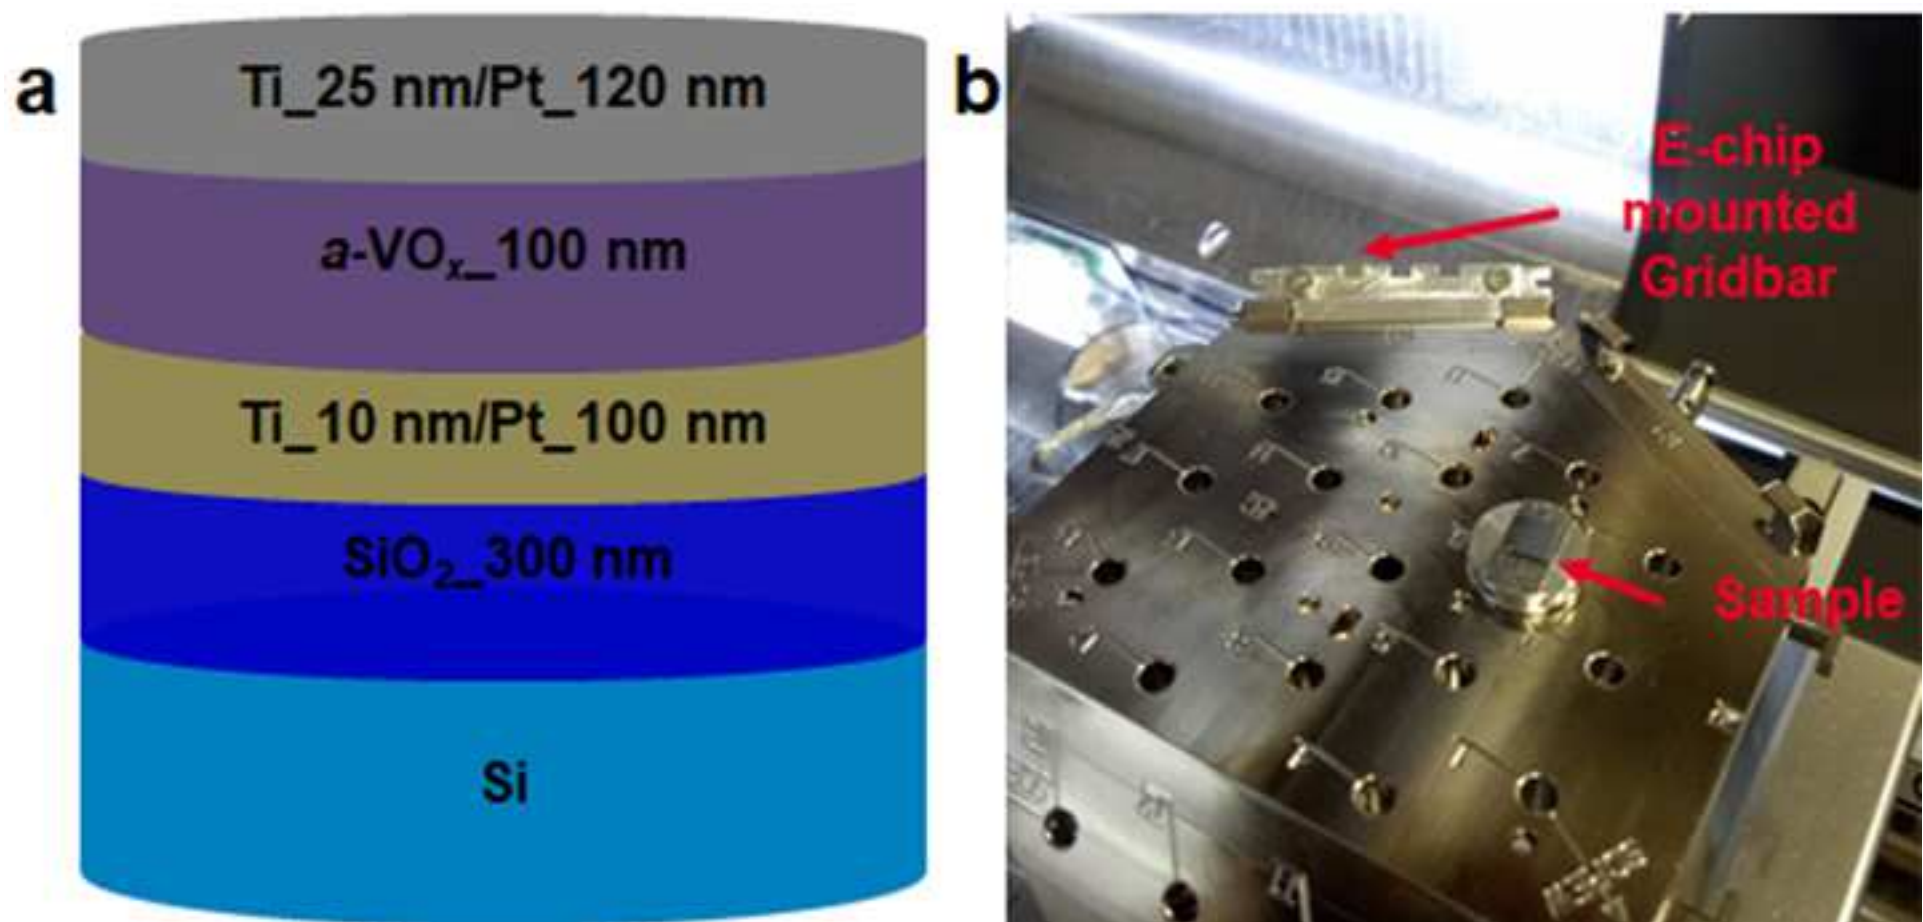 a
Ti_25 nm/Pt_120 nm
a-VOₓ_100 nm
Ti_10 nm/Pt_100 nm
SiO₂_300 nm
Si
b
E-chip
mounted
Gridbar
Sample